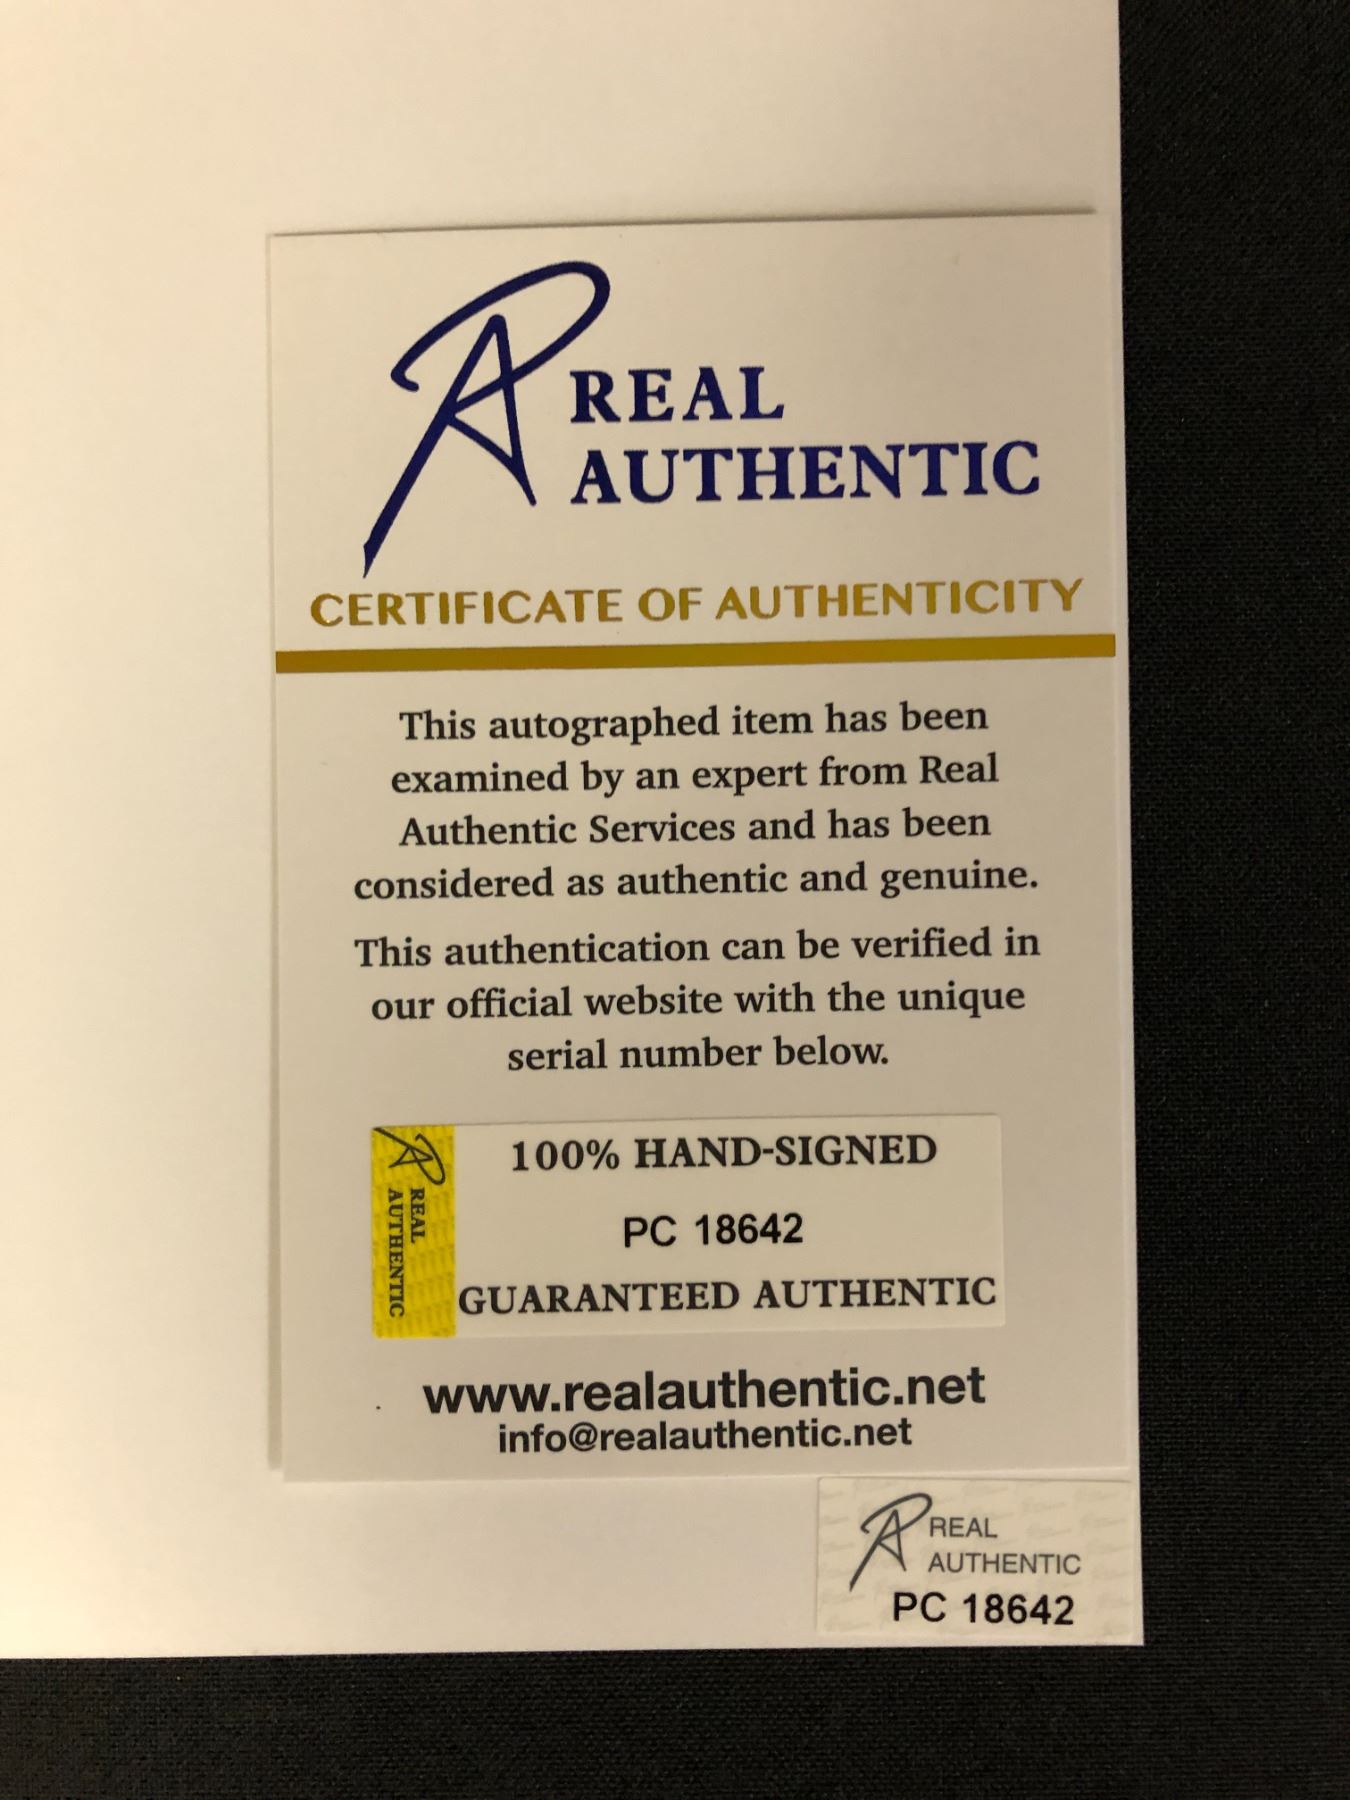 REAL
AUTHENTIC
CERTIFICATE OF AUTHENTICITY
This autographed item has been
examined by an expert from Real
Authentic Services and has been
considered as authentic and genuine.
This authentication can be verified in
our official website with the unique
serial number below.
REAL
AUTHENTIC
100% HAND-SIGNED
PC 18642
GUARANTEED AUTHENTIC
www.realauthentic.net
info@realauthentic.net
REAL
AUTHENTIC
PC 18642